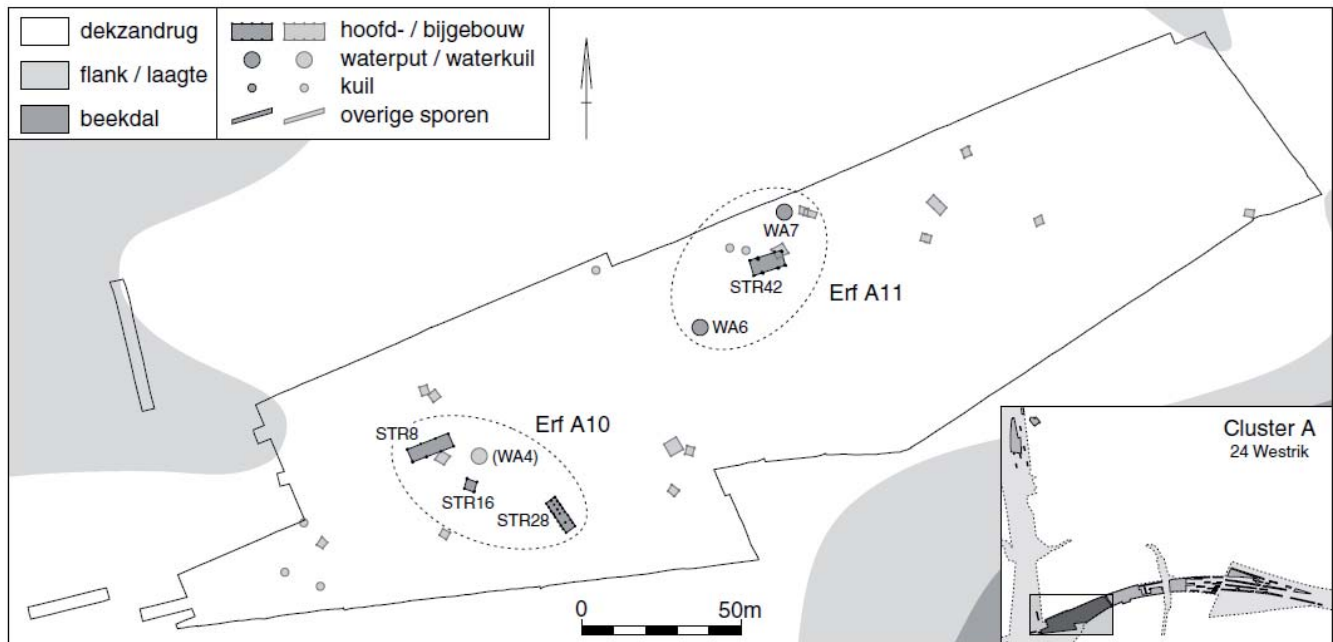 dekzandrug
flank / laagte
beekdal
hoofd- / bijgebouw
waterput / waterkuil
kuil
overige sporen
WA7
STR42
Erf A11
WA6
Erf A10
STR8
(WA4)
STR16
STR28
0 50m
Cluster A
24 Westrik